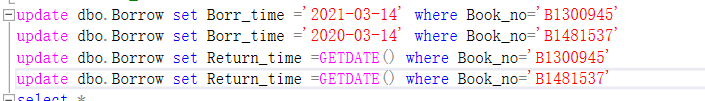 update dbo.Borrow set Borr_time ='2021-03-14' where Book_no='B1300945'
update dbo.Borrow set Borr_time ='2020-03-14' where Book_no='B1481537'
update dbo.Borrow set Return_time =GETDATE() where Book_no='B1300945'
update dbo.Borrow set Return_time =GETDATE() where Book_no='B1481537'
select *